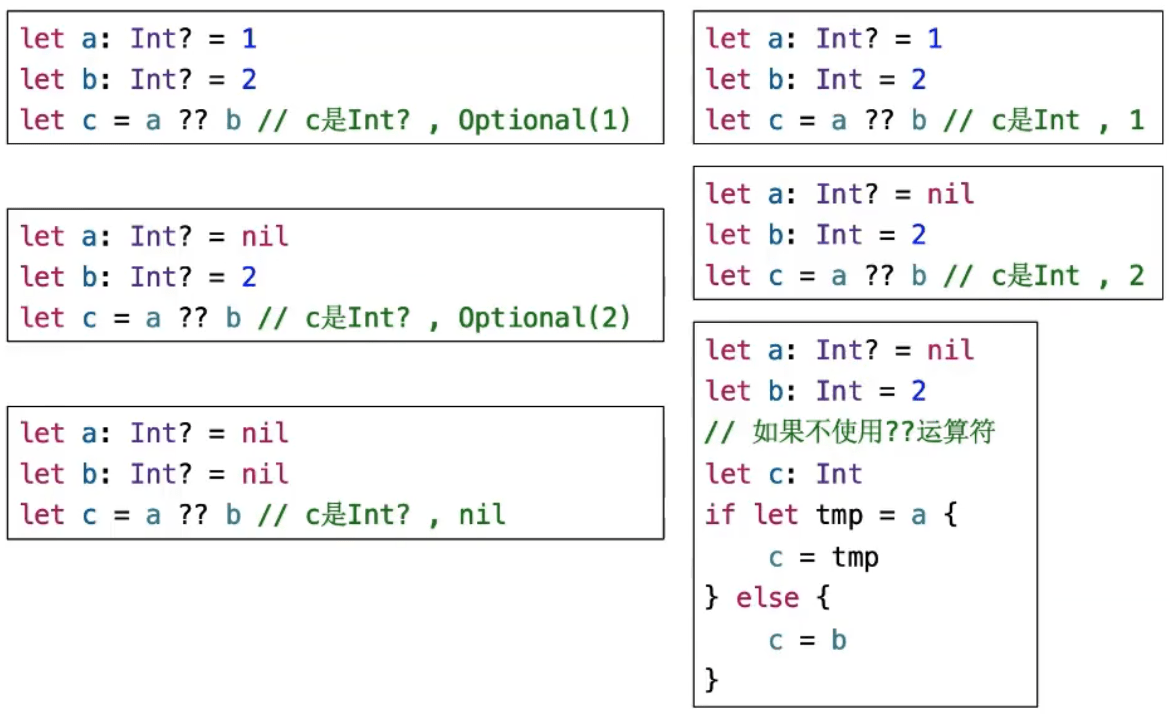 let a: Int? = 1
let b: Int? = 2
let c = a ?? b // c是Int? , Optional(1)
let a: Int? = nil
let b: Int? = 2
let c = a ?? b // c是Int? , Optional(2)
let a: Int? = nil
let b: Int? = nil
let c = a ?? b // c是Int? , nil
let a: Int? = 1
let b: Int = 2
let c = a ?? b // c是Int , 1
let a: Int? = nil
let b: Int = 2
let c = a ?? b // c是Int , 2
let a: Int? = nil
let b: Int = 2
// 如果不使用??运算符
let c: Int
if let tmp = a {
    c = tmp
} else {
    c = b
}